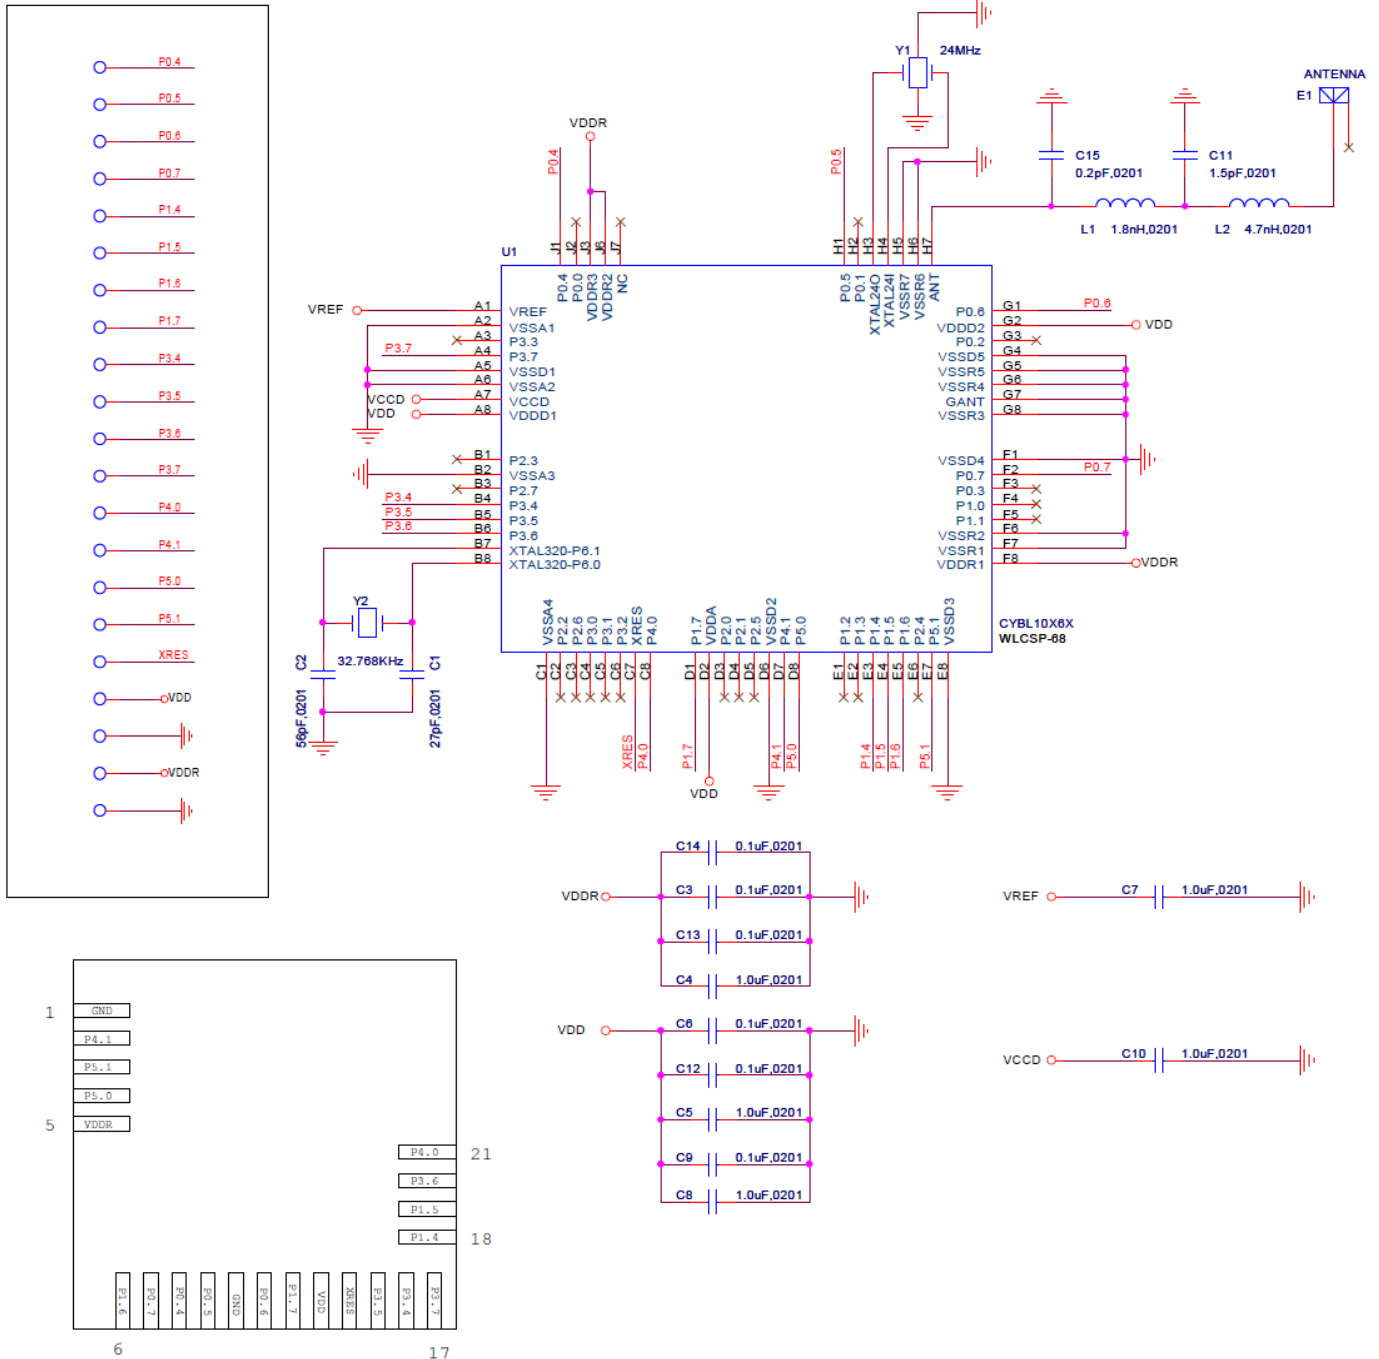 P0.4
P0.5
P0.6
P0.7
P1.4
P1.5
P1.6
P1.7
P3.4
P3.5
P3.6
P3.7
P4.0
P4.1
P5.0
P5.1
XRES
VDD
VDDR
Y1 24MHz
ANTENNA
E1
C15
0.2pF,0201
C11
1.5pF,0201
L1 1.8nH,0201
L2 4.7nH,0201
VDDR
P0.4
P0.5
U1
J1
J2
J3
J6
J7
H1
H2
H3
H4
H5
H6
H7
P0.4
P0.0
VDDR3
VDDR2
NC
P0.5
P0.1
XTAL24O
XTAL24I
VSSR7
VSSR6
ANT
VREF
A1 VREF
A2 VSSA1
A3 P3.3
P3.7 A4 P3.7
A5 VSSD1
A6 VSSA2
VCCD A7 VCCD
VDD A8 VDDD1
B1 P2.3
B2 VSSA3
B3 P2.7
P3.4 B4 P3.4
P3.5 B5 P3.5
P3.6 B6 P3.6
B7 XTAL32O-P6.1
B8 XTAL32O-P6.0
P0.6 G1 P0.6
VDDD2 G2 VDD
P0.2 G3
VSSD5 G4
VSSR5 G5
VSSR4 G6
GANT G7
VSSR3 G8
VSSD4 F1
P0.7 F2 P0.7
P0.3 F3
P1.0 F4
P1.1 F5
VSSR2 F6
VSSR1 F7
VDDR1 F8 VDDR
CYBL10X6X
WLCSP-68
Y2
32.768KHz
C2
56pF,0201
C1
27pF,0201
VSSA4
P2.2
P2.6
P3.0
P3.1
P3.2
XRES
P4.0
P1.7
VDDA
P2.0
P2.1
P2.5
VSSD2
P4.1
P5.0
P1.2
P1.3
P1.4
P1.5
P1.6
P2.4
P5.1
VSSD3
C1
C2
C3
C4
C5
C6
C7
C8
D1
D2
D3
D4
D5
D6
D7
D8
E1
E2
E3
E4
E5
E6
E7
E8
XRES
P4.0
P1.7
VDD
P4.1
P5.0
P1.4
P1.5
P1.6
P5.1
C14 0.1uF,0201
VDDR C3 0.1uF,0201
C13 0.1uF,0201
C4 1.0uF,0201
VDD C6 0.1uF,0201
C12 0.1uF,0201
C5 1.0uF,0201
C9 0.1uF,0201
C8 1.0uF,0201
VREF C7 1.0uF,0201
VCCD C10 1.0uF,0201
1 GND
P4.1
P5.1
P5.0
5 VDDR
P4.0 21
P3.6
P1.5
P1.4 18
P1.6
P0.7
P0.4
P0.5
GND
P0.6
P1.7
VDD
XRES
P3.5
P3.4
P3.7
6
17